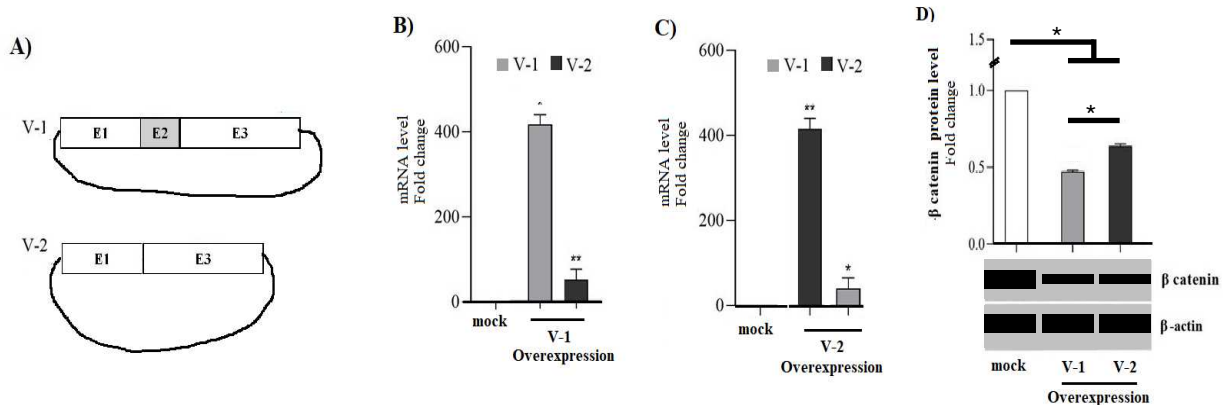 A)
V-1
E1 E2 E3
V-2
E1 E3
B)
mRNA level
Fold change
600
400
200
0
V-1 V-2
*
**
mock
V-1
Overexpression
C)
mRNA level
Fold change
600
400
200
0
V-1 V-2
**
*
mock
V-2
Overexpression
D)
-β catenin protein level
Fold change
1.5
1.0
0.5
0.0
*
*
β catenin
β-actin
mock V-1 V-2
Overexpression